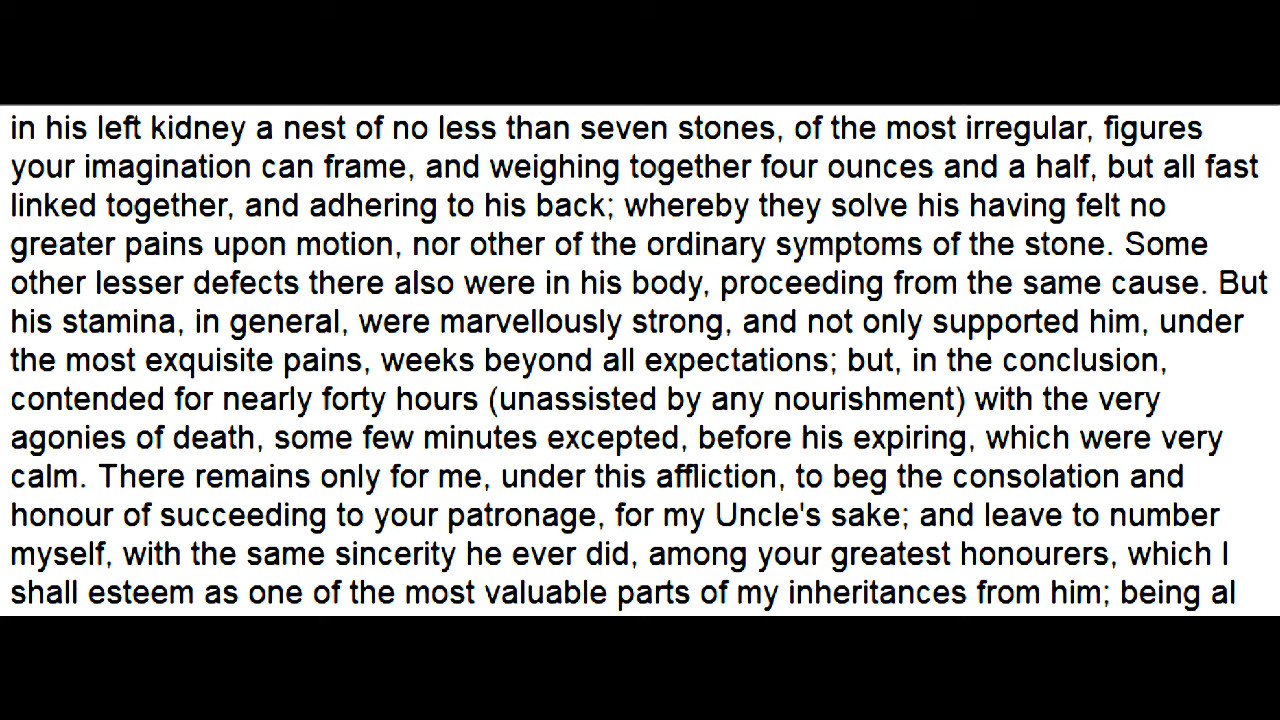 in his left kidney a nest of no less than seven stones, of the most irregular, figures
your imagination can frame, and weighing together four ounces and a half, but all fast
linked together, and adhering to his back; whereby they solve his having felt no
greater pains upon motion, nor other of the ordinary symptoms of the stone. Some
other lesser defects there also were in his body, proceeding from the same cause. But
his stamina, in general, were marvellously strong, and not only supported him, under
the most exquisite pains, weeks beyond all expectations; but, in the conclusion,
contended for nearly forty hours (unassisted by any nourishment) with the very
agonies of death, some few minutes excepted, before his expiring, which were very
calm. There remains only for me, under this affliction, to beg the consolation and
honour of succeeding to your patronage, for my Uncle's sake; and leave to number
myself, with the same sincerity he ever did, among your greatest honourers, which I
shall esteem as one of the most valuable parts of my inheritances from him; being al